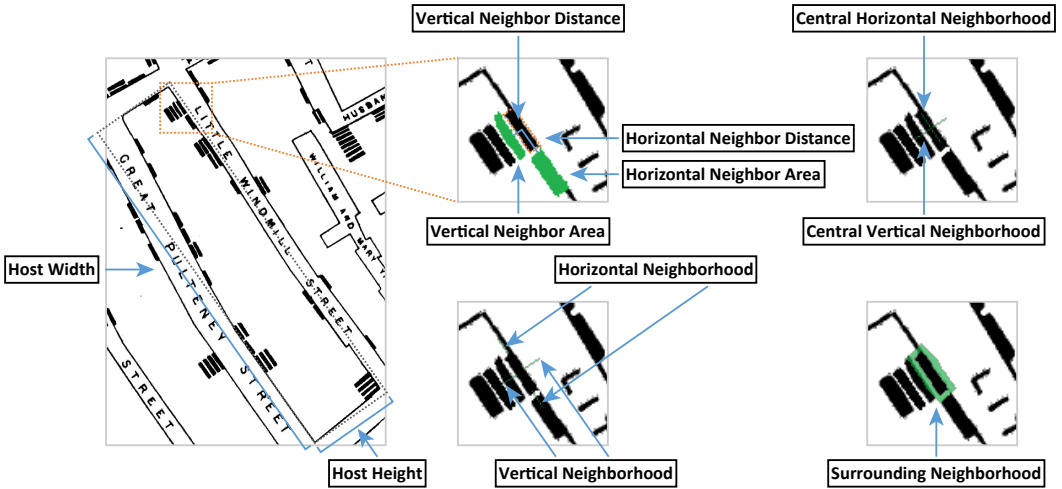 Vertical Neighbor Distance
Central Horizontal Neighborhood
HUSBAN
LITTLE WINDMILL STREET
Horizontal Neighbor Distance
Horizontal Neighbor Area
WILLIAM AND MARY Y
GREAT PULTENEY STREET
Vertical Neighbor Area
Central Vertical Neighborhood
Host Width
Horizontal Neighborhood
STREET
Host Height
Vertical Neighborhood
Surrounding Neighborhood